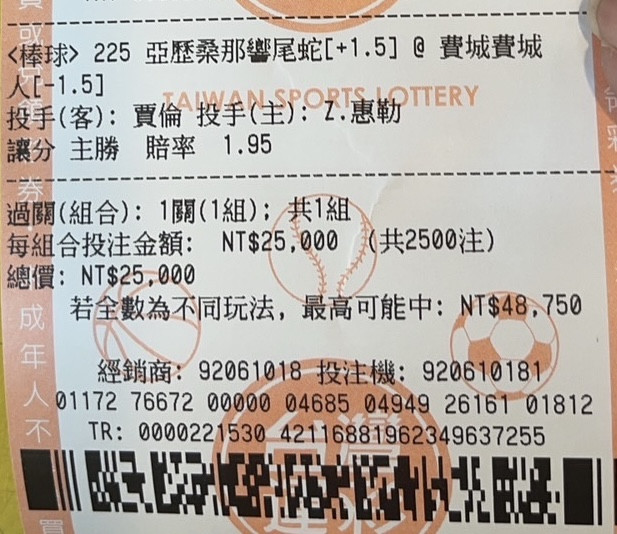 <棒球> 225 亞歷桑那響尾蛇[+1.5] @ 費城費城
人[-1.5]
TAIWAN SPORTS LOTTERY
投手(客): 賈倫 投手(主): Z.惠勒
讓分 主勝 賠率 1.95
過關(組合): 1關(1組); 共1組
每組合投注金額: NT$25,000 (共2500注)
總價: NT$25,000
若全數為不同玩法, 最高可能中: NT$48,750
經銷商: 92061018 投注機: 920610181
01172 76672 00000 04685 04949 26161 01812
TR: 0000221530 42116881962349637255
成年人不
買